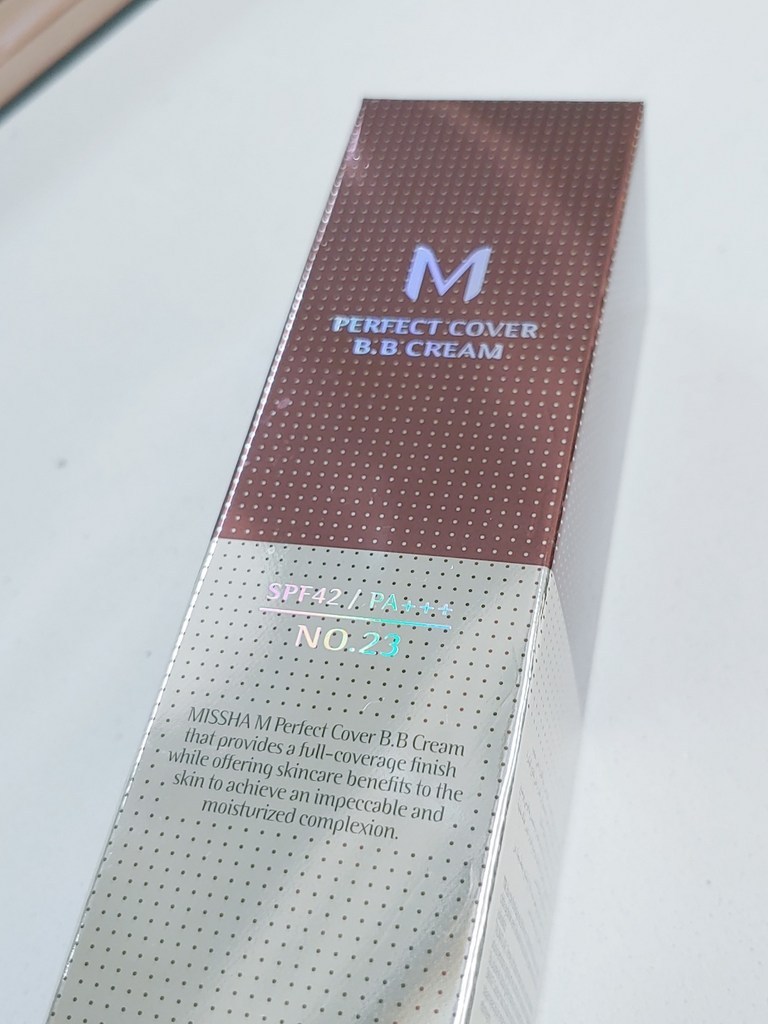 M
PERFECT COVER
B.B CREAM
SPF42 / PA+++
NO.23
MISSHA M Perfect Cover B.B Cream
that provides a full-coverage finish
while offering skincare benefits to the
skin to achieve an impeccable and
moisturized complexion.